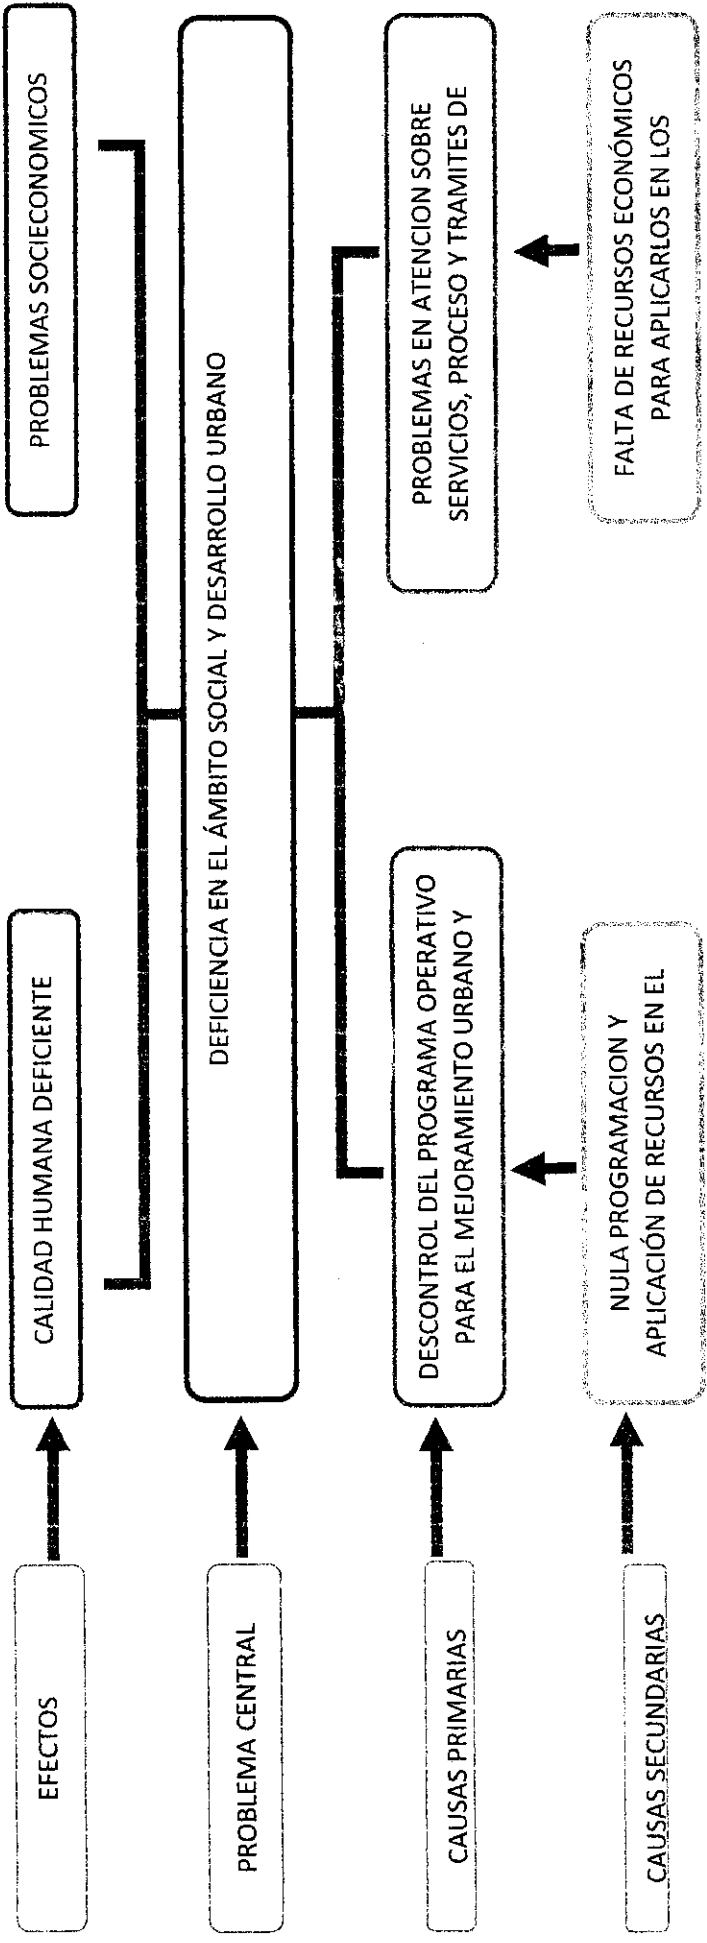 EFECTOS
CALIDAD HUMANA DEFICIENTE
PROBLEMAS SOCIECONOMICOS
PROBLEMA CENTRAL
DEFICIENCIA EN EL ÁMBITO SOCIAL Y DESARROLLO URBANO
CAUSAS PRIMARIAS
DESCONTROL DEL PROGRAMA OPERATIVO
PARA EL MEJORAMIENTO URBANO Y
PROBLEMAS EN ATENCION SOBRE
SERVICIOS, PROCESO Y TRAMITES DE
CAUSAS SECUNDARIAS
NULA PROGRAMACION Y
APLICACIÓN DE RECURSOS EN EL
FALTA DE RECURSOS ECONÓMICOS
PARA APLICARLOS EN LOS